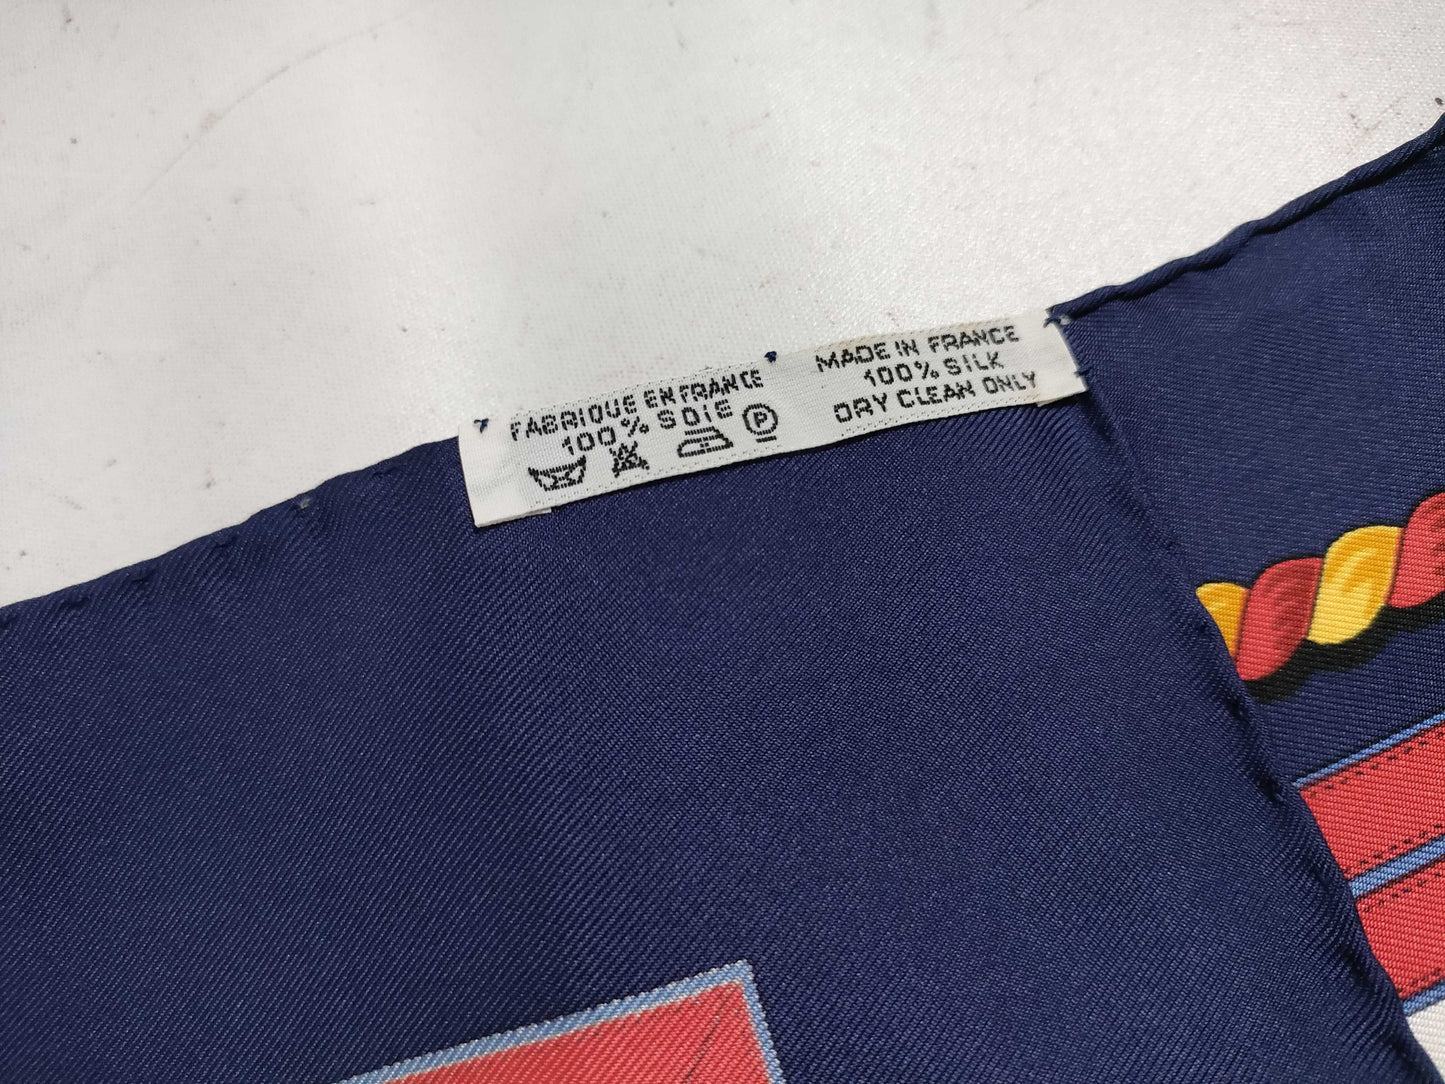 FABRIQUE EN FRANCE
100% SOIE
P
MADE IN FRANCE
100% SILK
DRY CLEAN ONLY